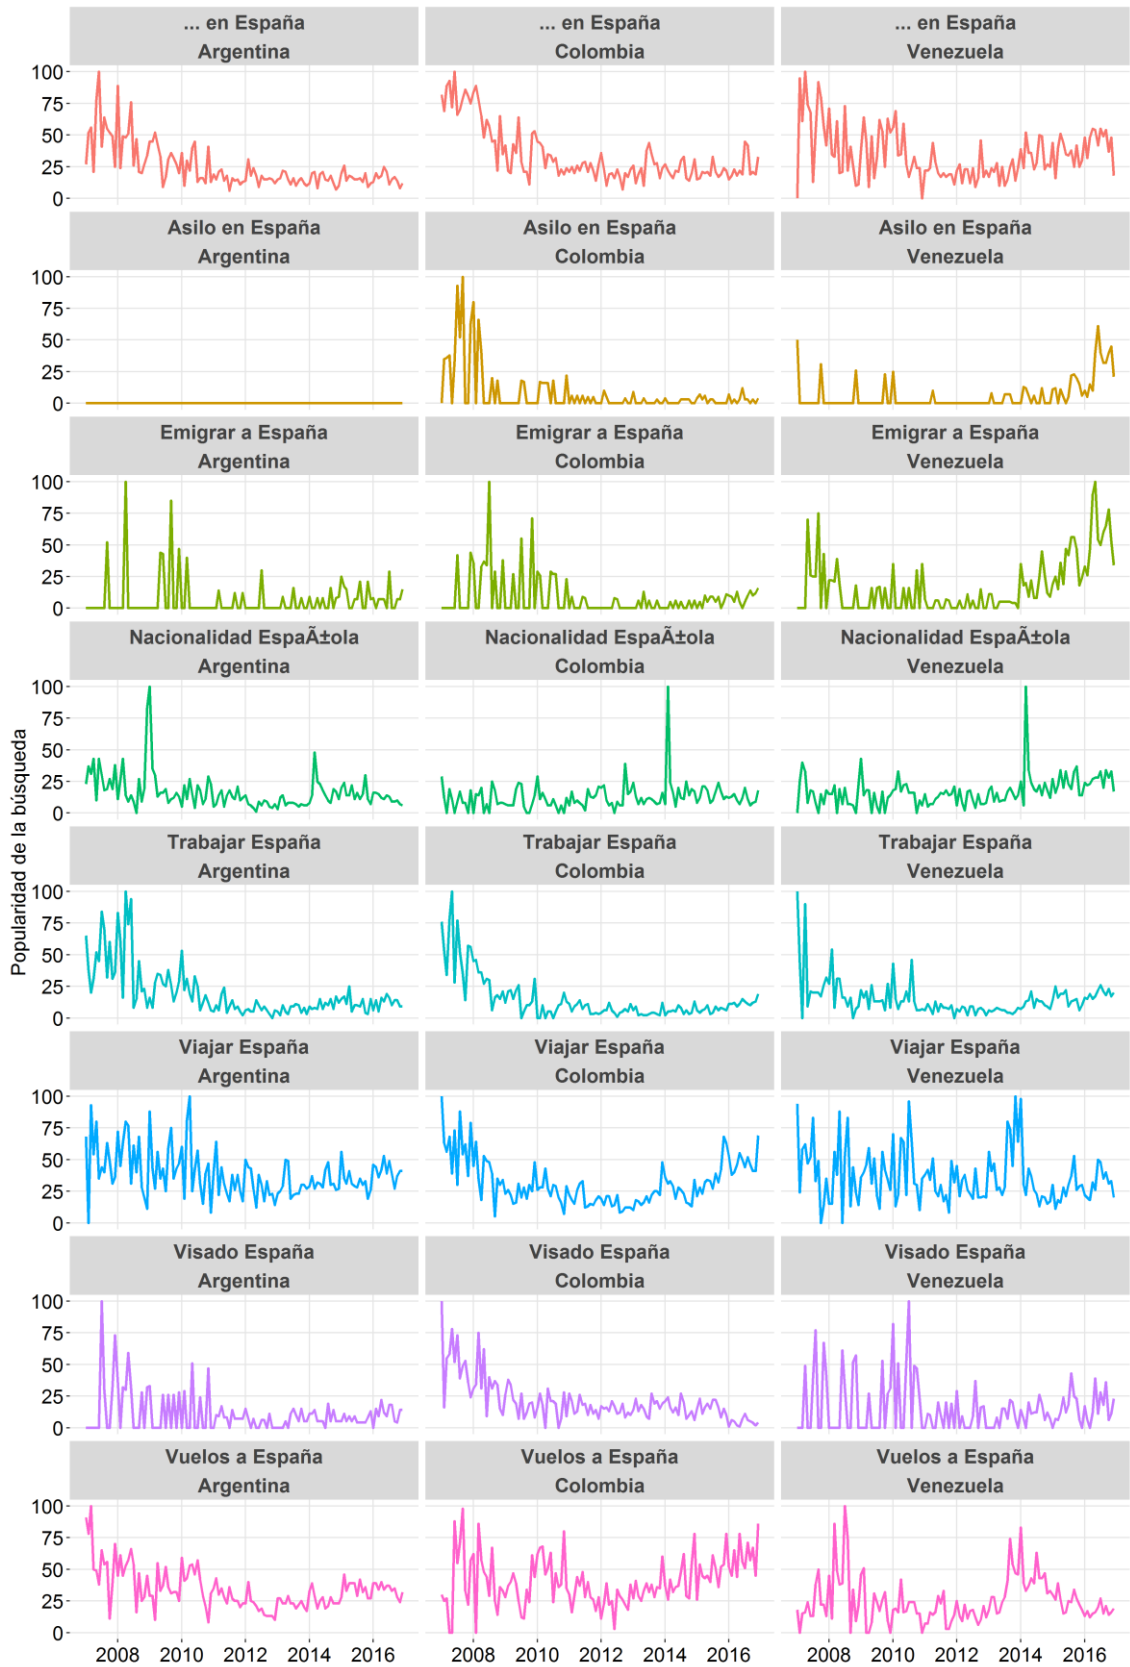 ... en España ... en España ... en España
Argentina Colombia Venezuela
100
75
50
25
0
Asilo en España Asilo en España Asilo en España
Argentina Colombia Venezuela
100
75
50
25
0
Emigrar a España Emigrar a España Emigrar a España
Argentina Colombia Venezuela
100
75
50
25
0
Nacionalidad EspaÃ±ola Nacionalidad EspaÃ±ola Nacionalidad EspaÃ±ola
Argentina Colombia Venezuela
100
75
50
25
0
Popularidad de la búsqueda
Trabajar España Trabajar España Trabajar España
Argentina Colombia Venezuela
100
75
50
25
0
Viajar España Viajar España Viajar España
Argentina Colombia Venezuela
100
75
50
25
0
Visado España Visado España Visado España
Argentina Colombia Venezuela
100
75
50
25
0
Vuelos a España Vuelos a España Vuelos a España
Argentina Colombia Venezuela
100
75
50
25
0
2008 2010 2012 2014 2016 2008 2010 2012 2014 2016 2008 2010 2012 2014 2016